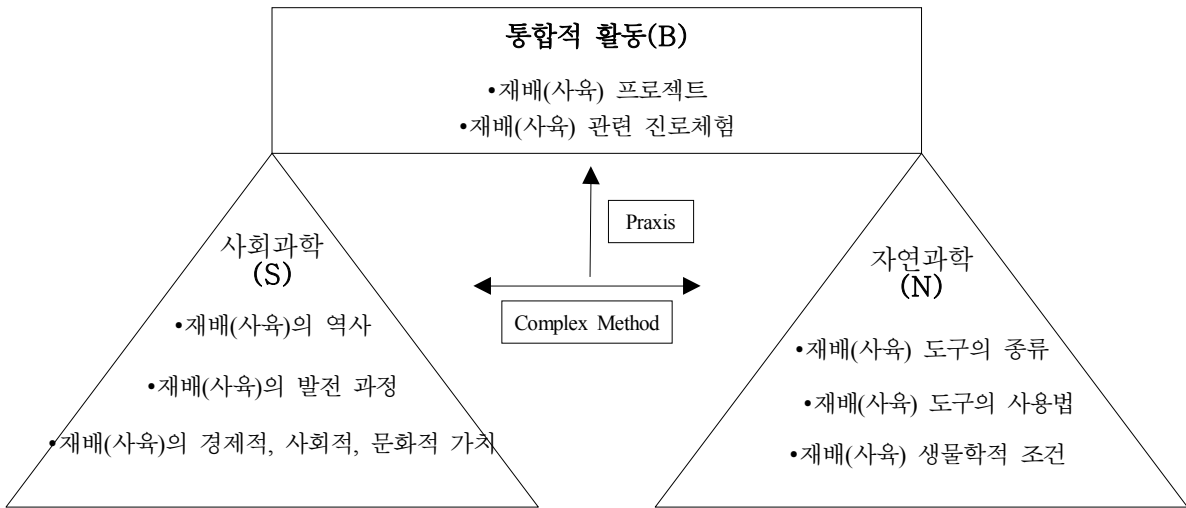 통합적 활동(B)
•재배(사육) 프로젝트
•재배(사육) 관련 진로체험
Praxis
Complex Method
사회과학
(S)
•재배(사육)의 역사
•재배(사육)의 발전 과정
•재배(사육)의 경제적, 사회적, 문화적 가치
자연과학
(N)
•재배(사육) 도구의 종류
•재배(사육) 도구의 사용법
•재배(사육) 생물학적 조건